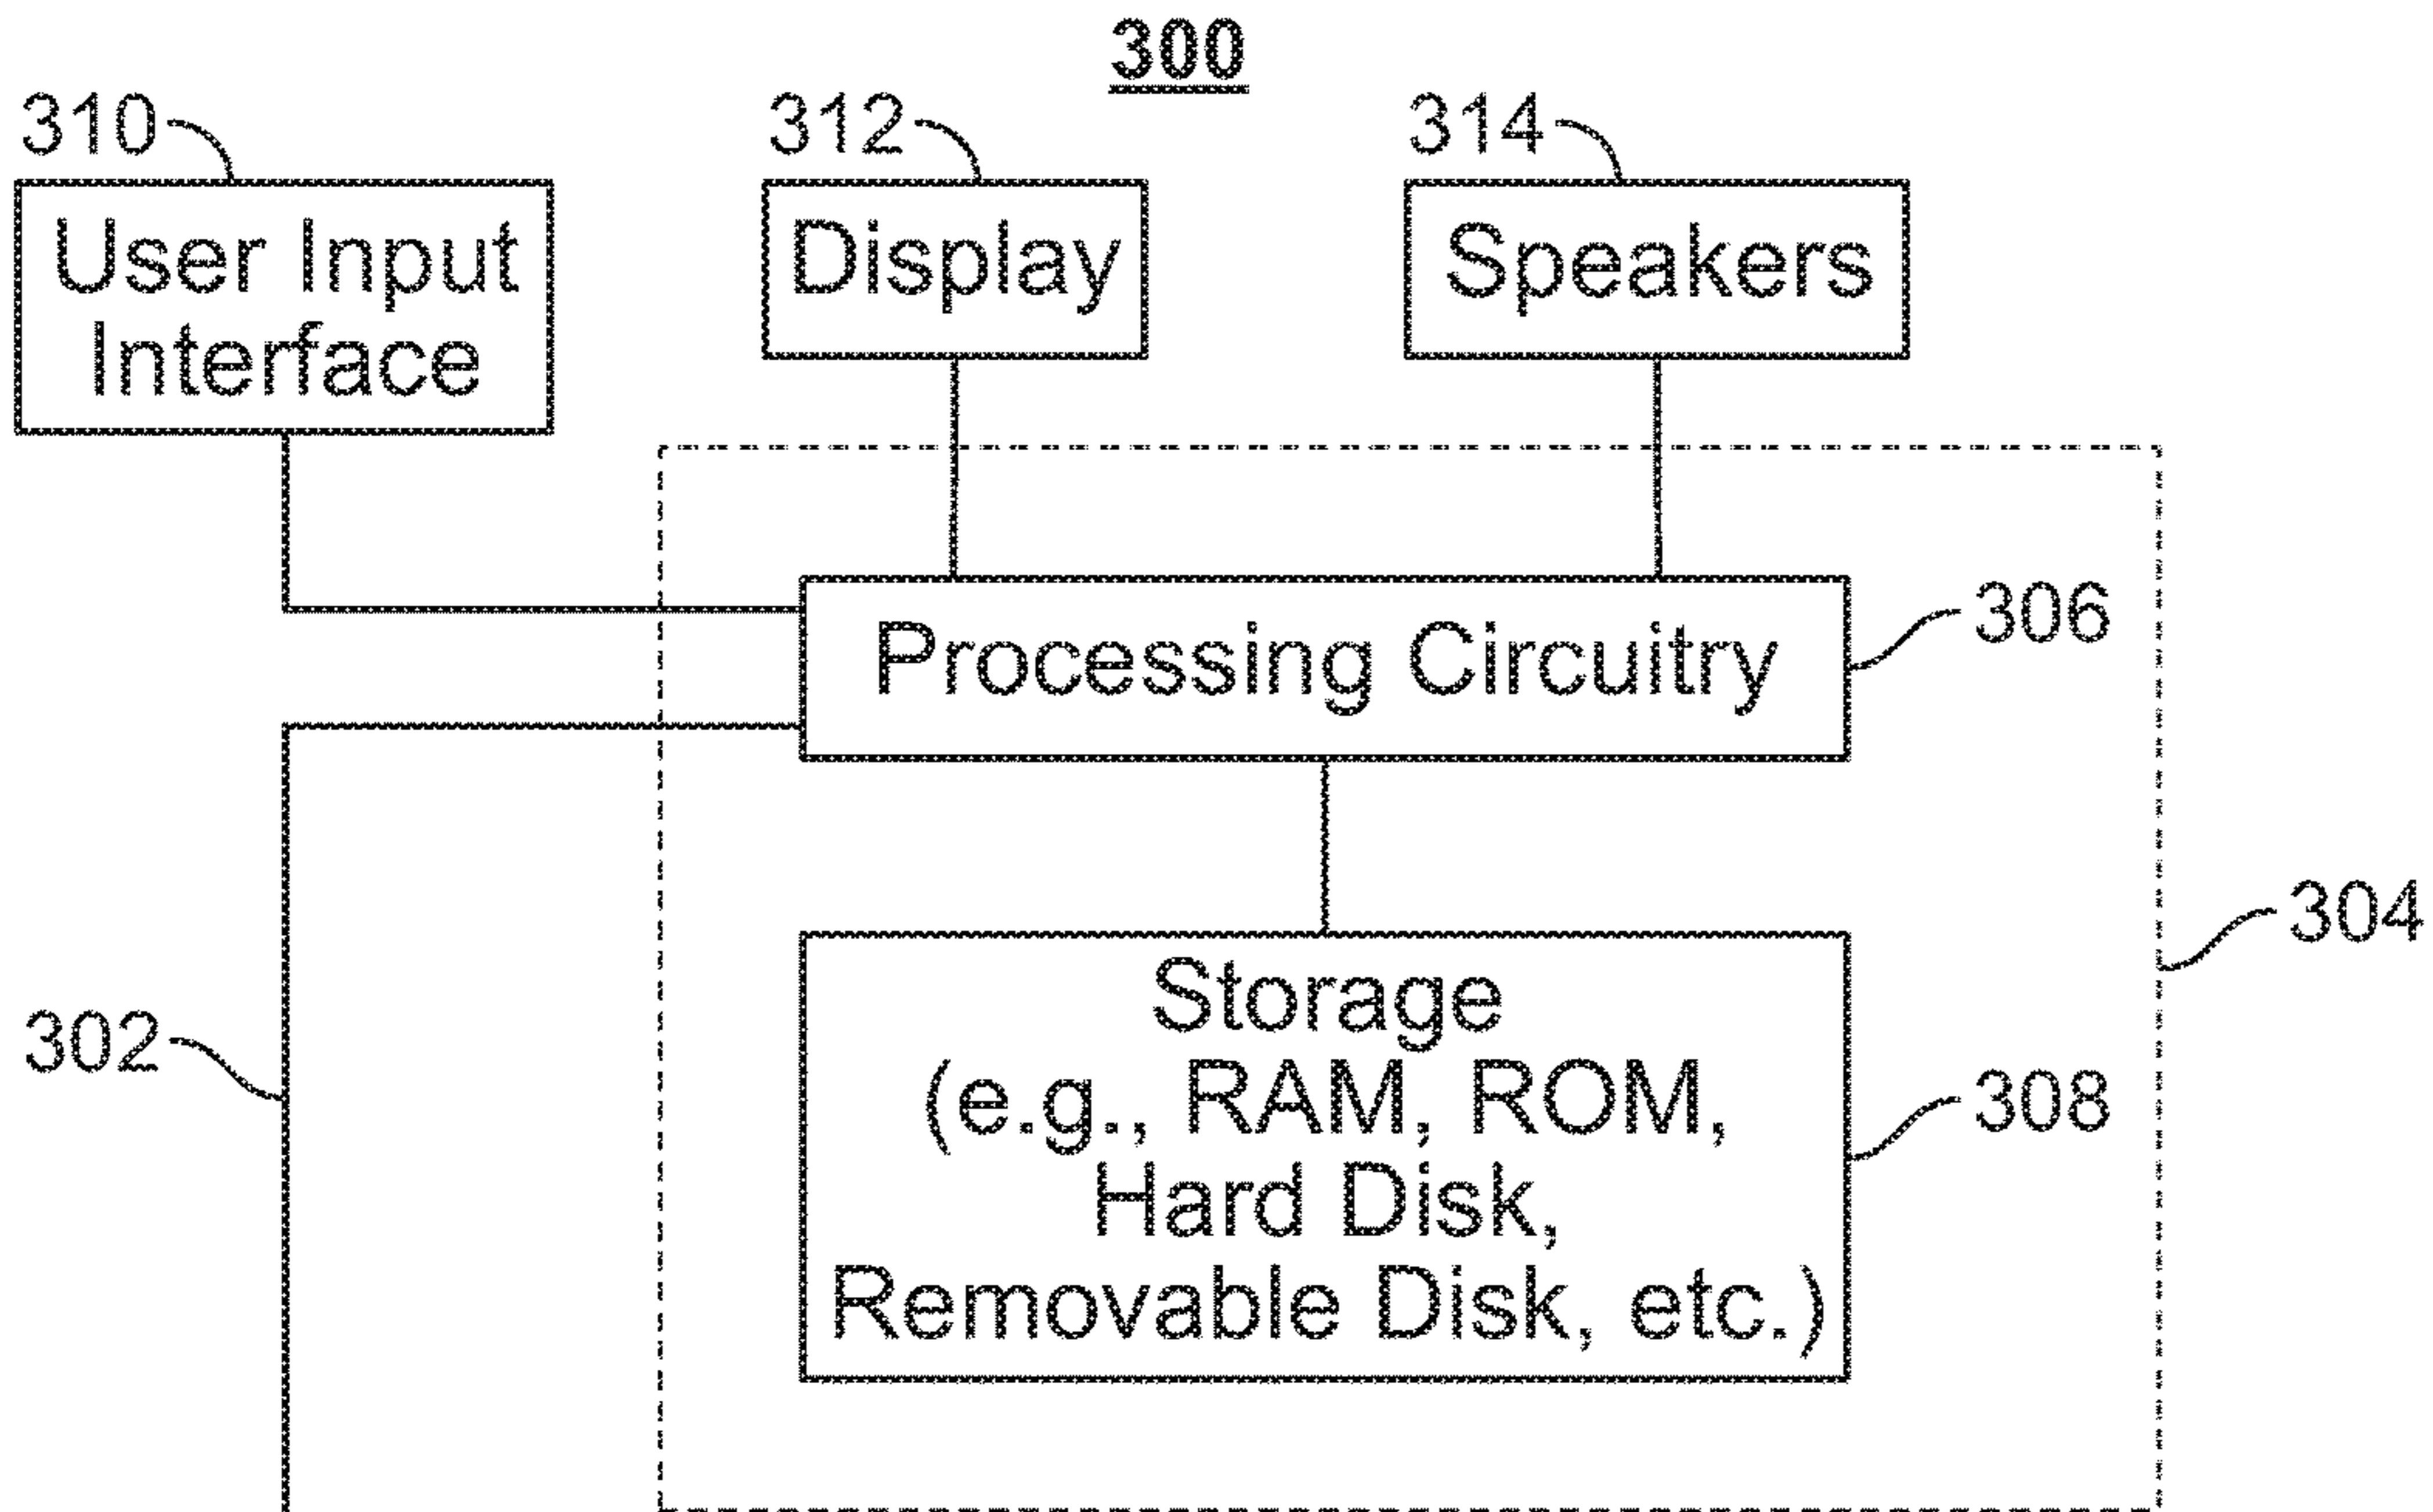 300
310
312
314
User Input
Interface
Display
Speakers
Processing Circuitry
306
304
302
Storage
(e.g., RAM, ROM,
Hard Disk,
Removable Disk, etc.)
308